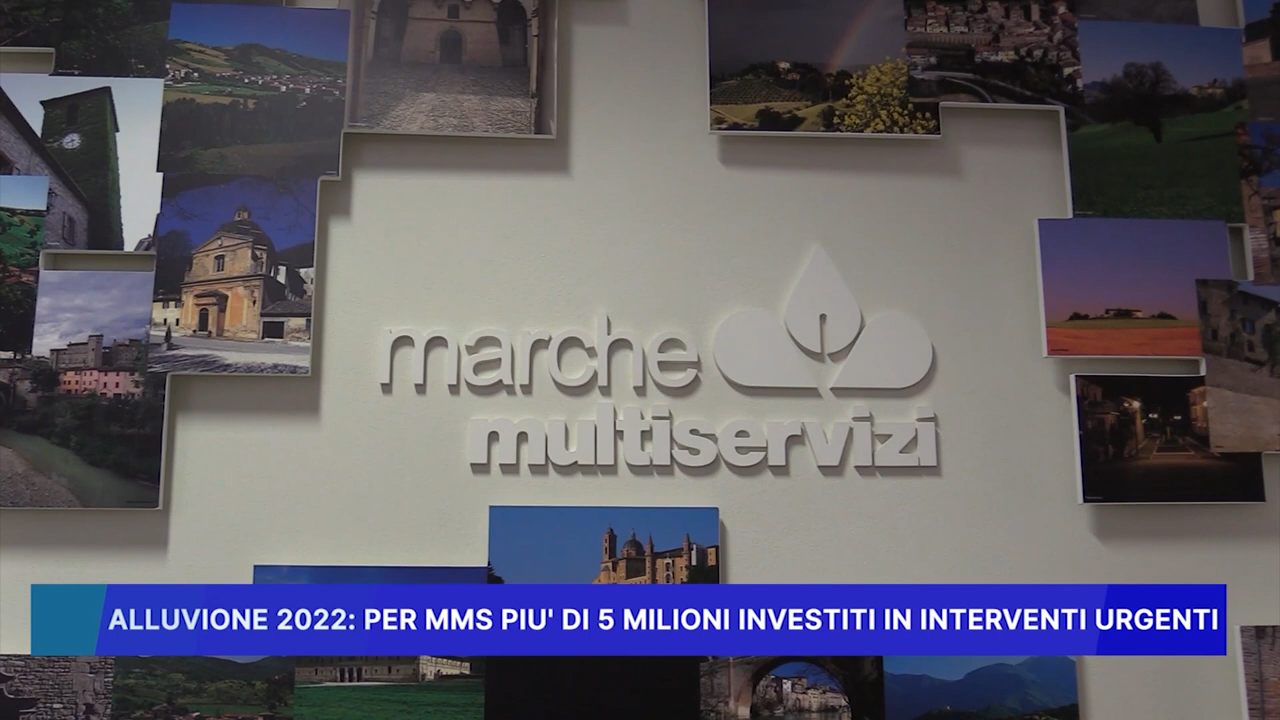 marche
multiservizi
ALLUVIONE 2022: PER MMS PIU' DI 5 MILIONI INVESTITI IN INTERVENTI URGENTI